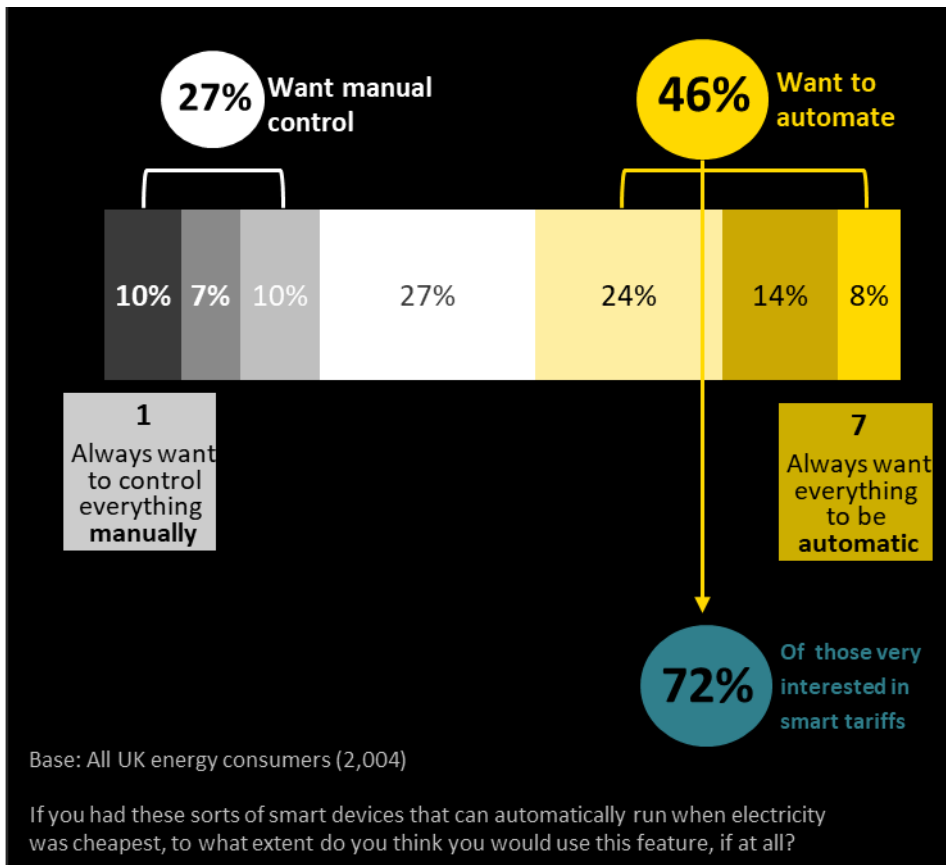 27%
Want manual
control
46%
Want to
automate
10%
7%
10%
27%
24%
14%
8%
1
Always want
to control
everything
manually
7
Always want
everything
to be
automatic
72%
Of those very
interested in
smart tariffs
Base: All UK energy consumers (2,004)
If you had these sorts of smart devices that can automatically run when electricity
was cheapest, to what extent do you think you would use this feature, if at all?